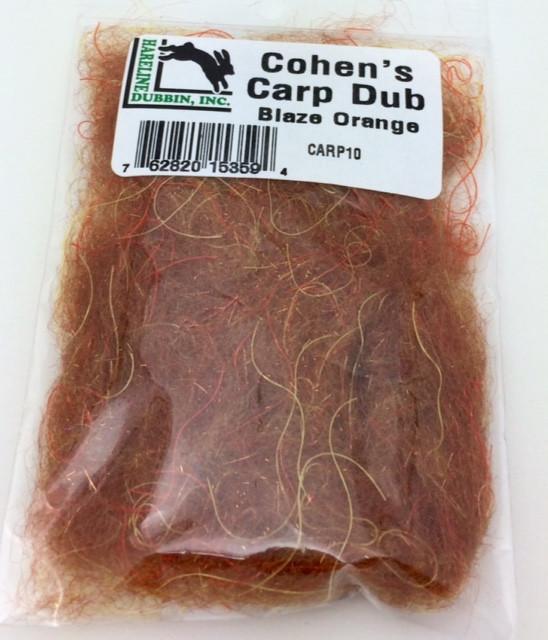 HARELINE
DUBBIN, INC.
Cohen's
Carp Dub
Blaze Orange
CARP10
7 62820 15359 4